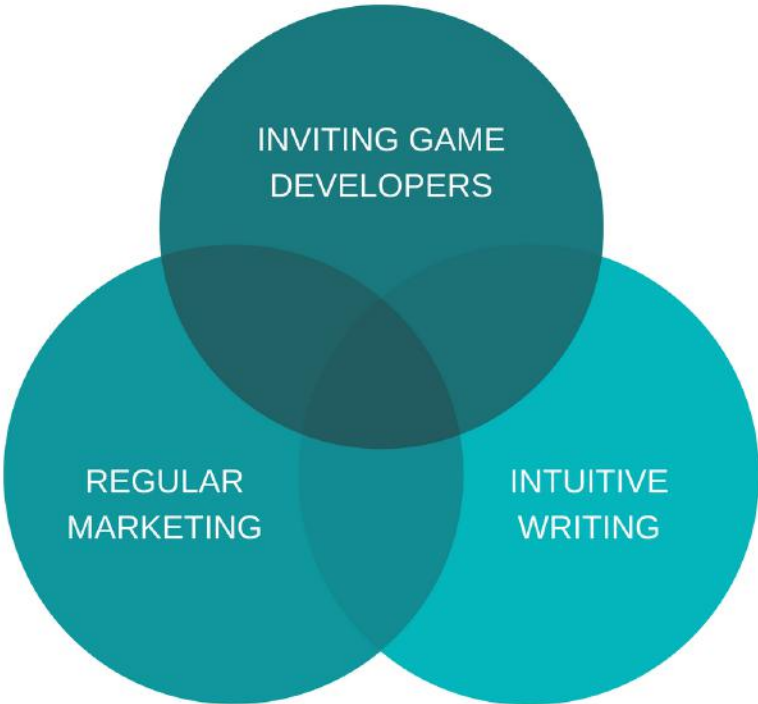 INVITING GAME
DEVELOPERS
REGULAR
MARKETING
INTUITIVE
WRITING